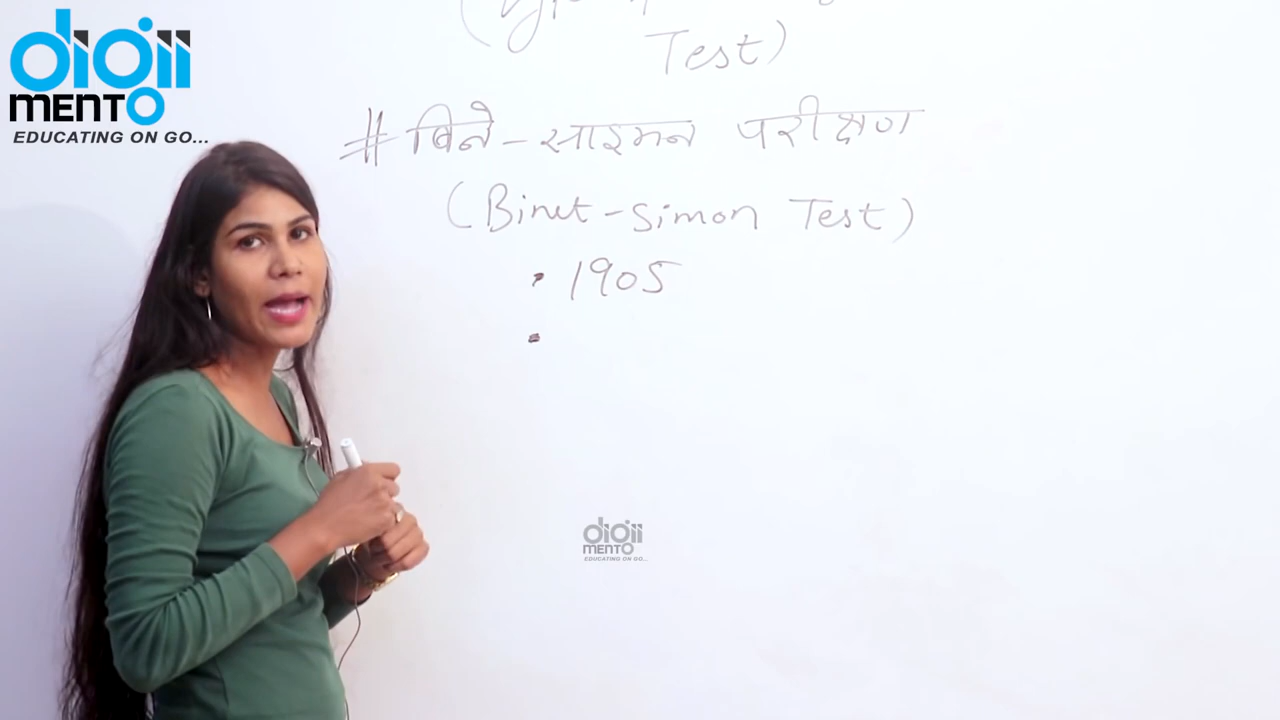 digii
MENTO
EDUCATING ON GO...
Test)
# बिने-साइमन परीक्षण
(Binet-Simon Test)
• 1905
digii
MENTO
EDUCATING ON GO...